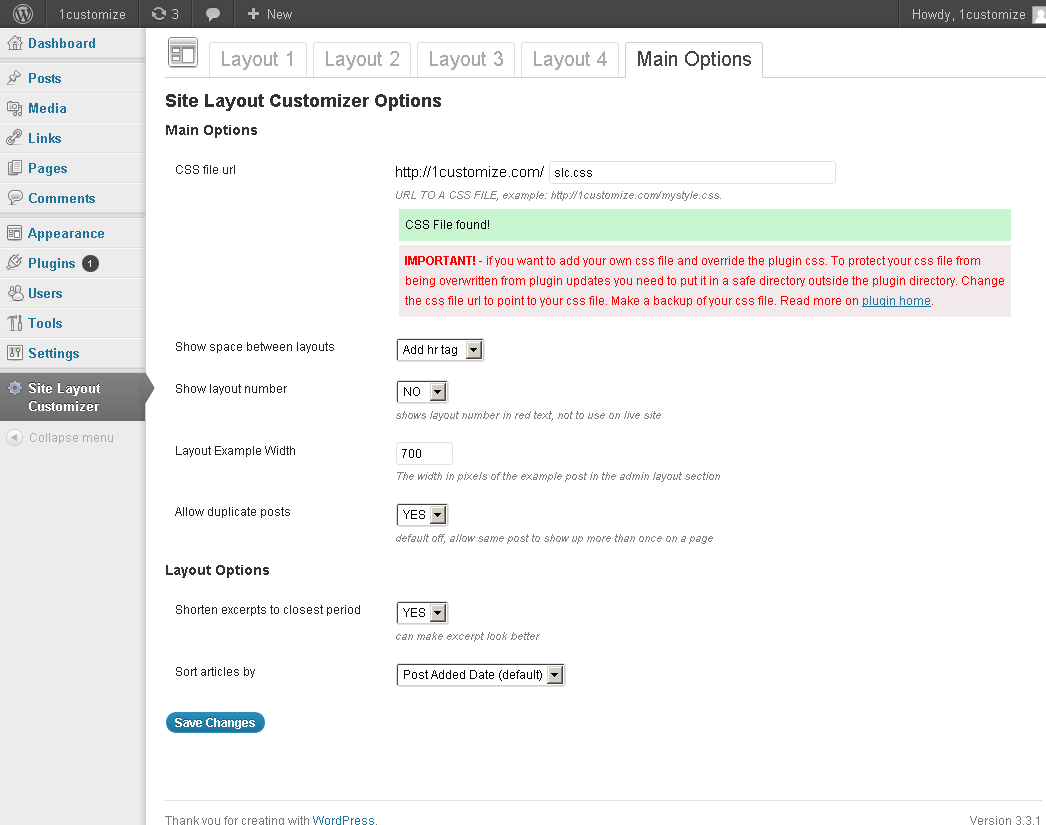 1customize 3 New Howdy, 1customize
Dashboard
Posts
Media
Links
Pages
Comments
Appearance
Plugins 1
Users
Tools
Settings
Site Layout
Customizer
Collapse menu
Layout 1 Layout 2 Layout 3 Layout 4 Main Options
Site Layout Customizer Options
Main Options
CSS file url http://1customize.com/ slc.css
URL TO A CSS FILE, example: http://1customize.com/mystyle.css.
CSS File found!
IMPORTANT! - if you want to add your own css file and override the plugin css. To protect your css file from
being overwritten from plugin updates you need to put it in a safe directory outside the plugin directory. Change
the css file url to point to your css file. Make a backup of your css file. Read more on plugin home.
Show space between layouts Add hr tag
Show layout number NO
shows layout number in red text, not to use on live site
Layout Example Width 700
The width in pixels of the example post in the admin layout section
Allow duplicate posts YES
default off, allow same post to show up more than once on a page
Layout Options
Shorten excerpts to closest period YES
can make excerpt look better
Sort articles by Post Added Date (default)
Save Changes
Thank you for creating with WordPress. Version 3.3.1